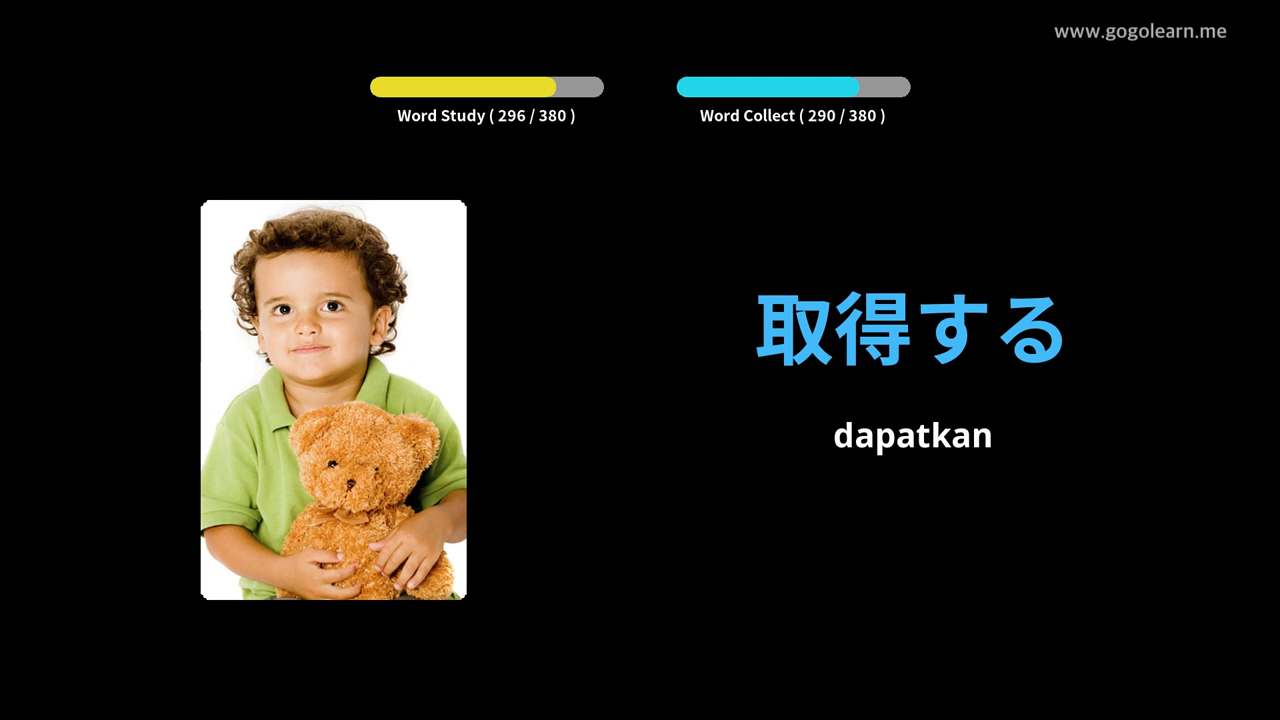 www.gogolearn.me
Word Study ( 296 / 380 )
Word Collect ( 290 / 380 )
取得する
dapatkan